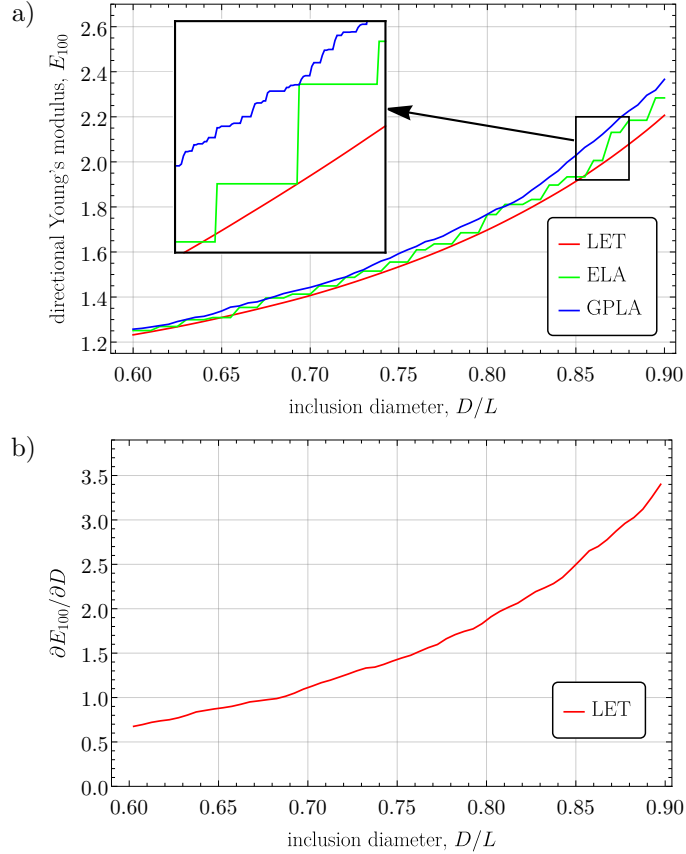 a)
directional Young's modulus, E₁₀₀
2.6
2.4
2.2
2.0
1.8
1.6
1.4
1.2
LET
ELA
GPLA
0.60 0.65 0.70 0.75 0.80 0.85 0.90
inclusion diameter, D/L
b)
∂E₁₀₀/∂D
3.5
3.0
2.5
2.0
1.5
1.0
0.5
0.0
LET
0.60 0.65 0.70 0.75 0.80 0.85 0.90
inclusion diameter, D/L